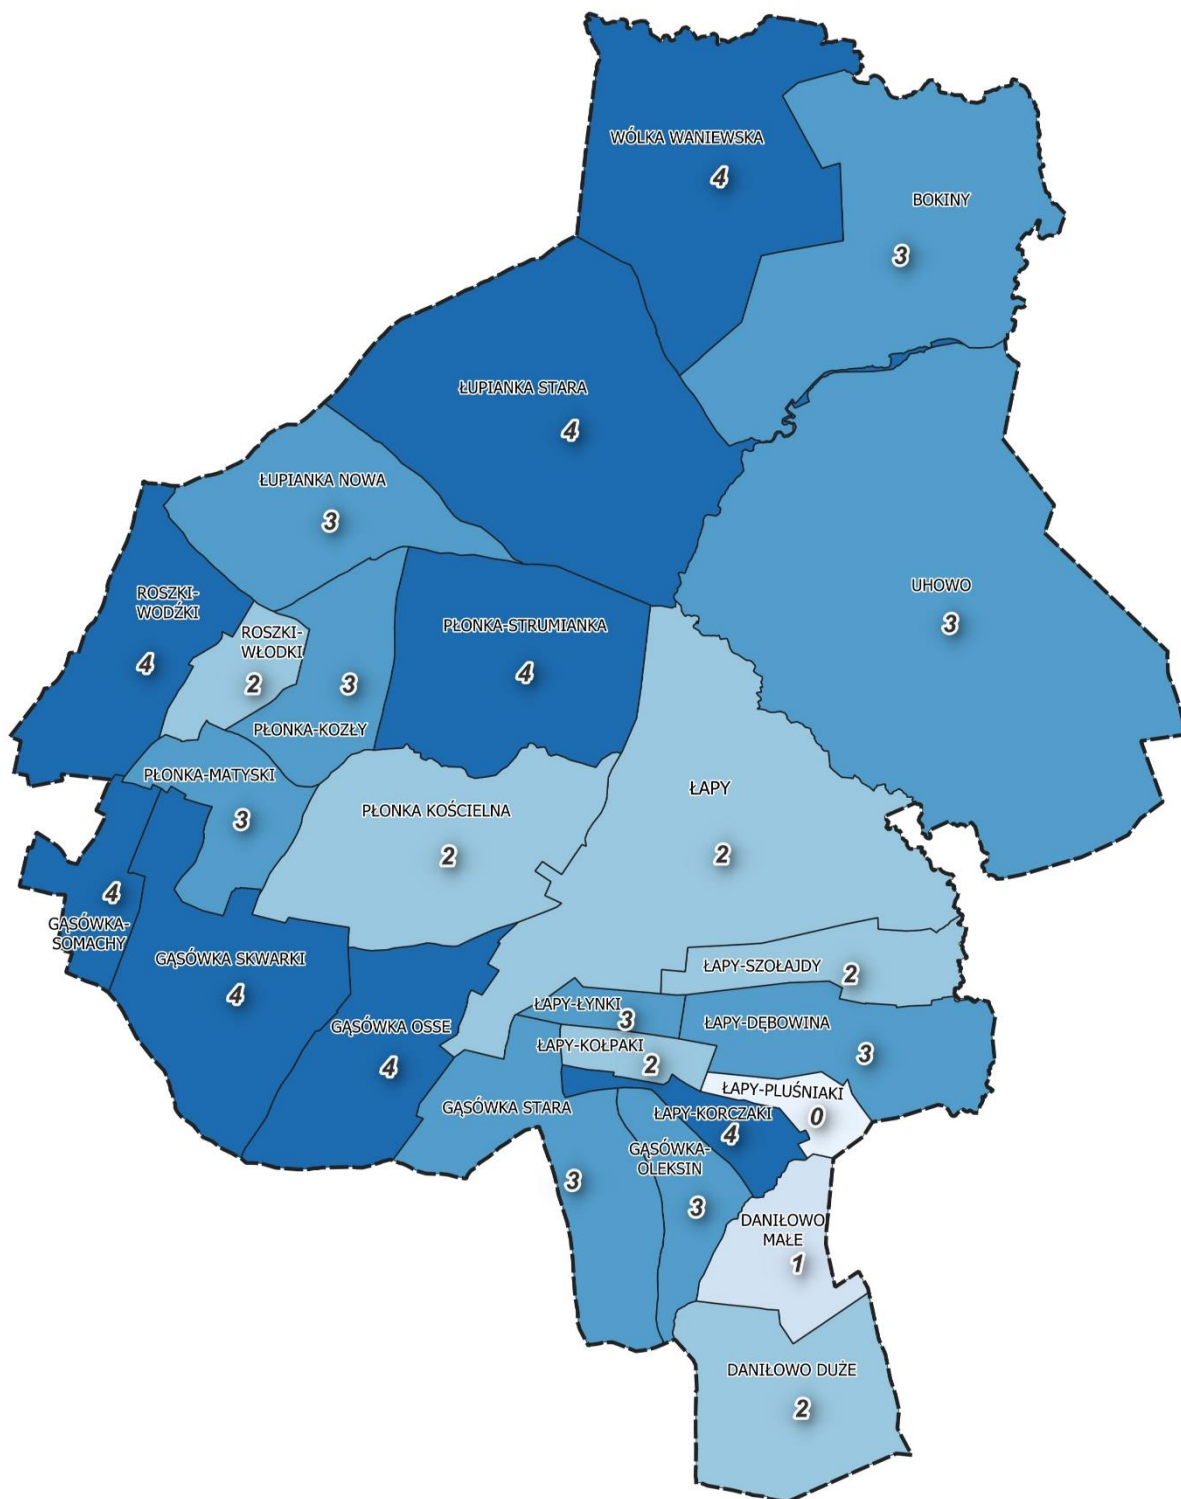 WÓLKA WANIEWSKA
4
BOKINY
3
ŁUPIANKA STARA
4
ŁUPIANKA NOWA
3
UHOWO
3
ROSZKI-
WODŹKI
4
ROSZKI-
WŁODKI
2
PŁONKA-STRUMIANKA
4
3
PŁONKA-KOZŁY
PŁONKA-MATYSKI
3
PŁONKA KOŚCIELNA
2
ŁAPY
2
4
GĄSÓWKA-
SOMACHY
GĄSÓWKA SKWARKI
4
ŁAPY-SZOŁAJDY
2
GĄSÓWKA OSSE
4
ŁAPY-ŁYNKI
3
ŁAPY-DĘBOWINA
3
ŁAPY-KOŁPAKI
2
ŁAPY-PLUŚNIAKI
0
GĄSÓWKA STARA
3
ŁAPY-KORCZAKI
4
GĄSÓWKA-
OLEKSIN
3
DANIŁOWO
MAŁE
1
DANIŁOWO DUŻE
2